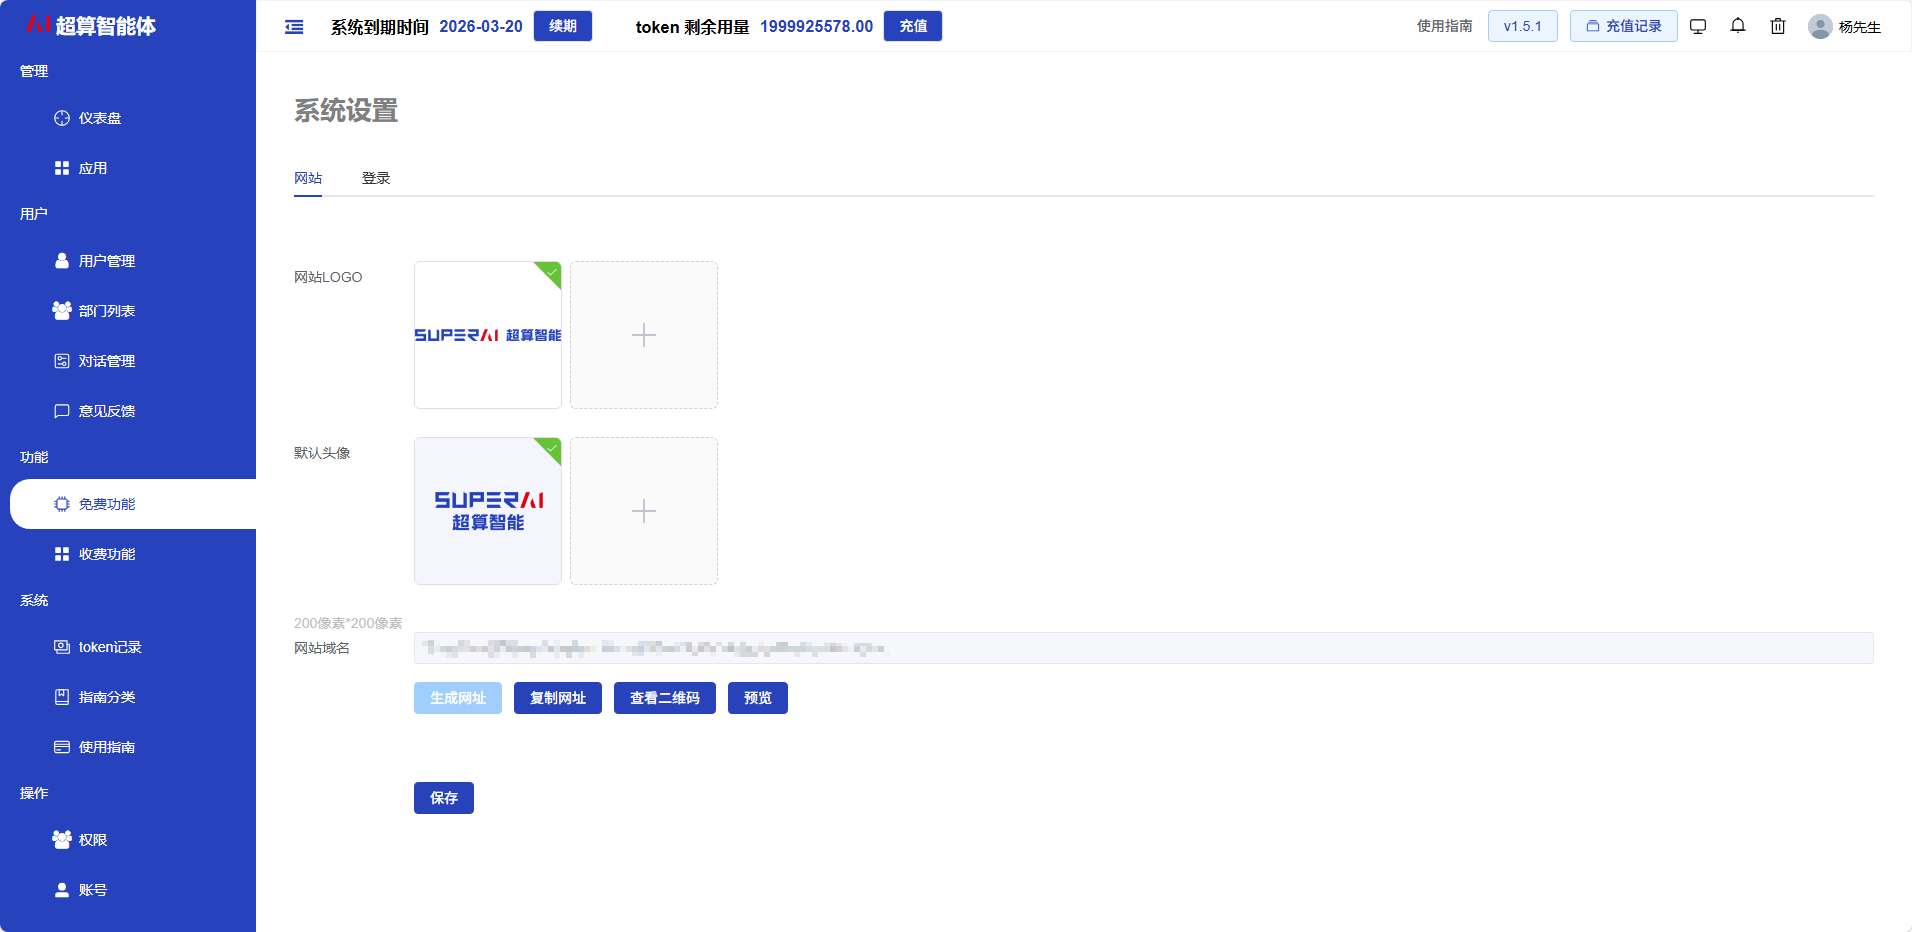 AI 超算智能体
系统到期时间 2026-03-20 续期 token 剩余用量 1999925578.00 充值 使用指南 v1.5.1 充值记录 杨先生
管理
仪表盘
应用
用户
用户管理
部门列表
对话管理
意见反馈
功能
免费功能
收费功能
系统
token记录
指南分类
使用指南
操作
权限
账号
系统设置
网站 登录
网站LOGO
SUPERAI 超算智能
默认头像
SUPERAI
超算智能
200像素*200像素
网站域名
生成网址 复制网址 查看二维码 预览
保存